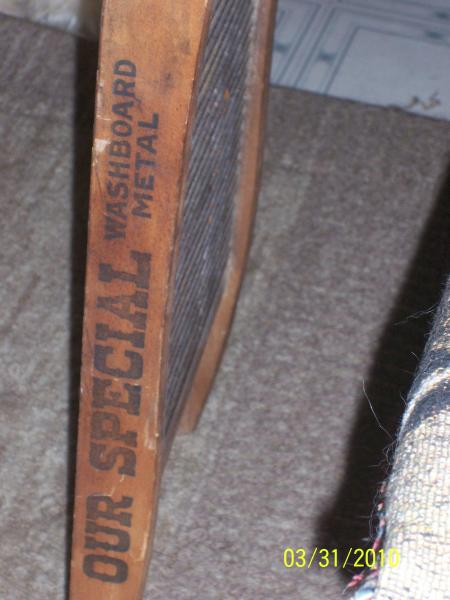 OUR SPECIAL
WASHBOARD
METAL
03/31/2010